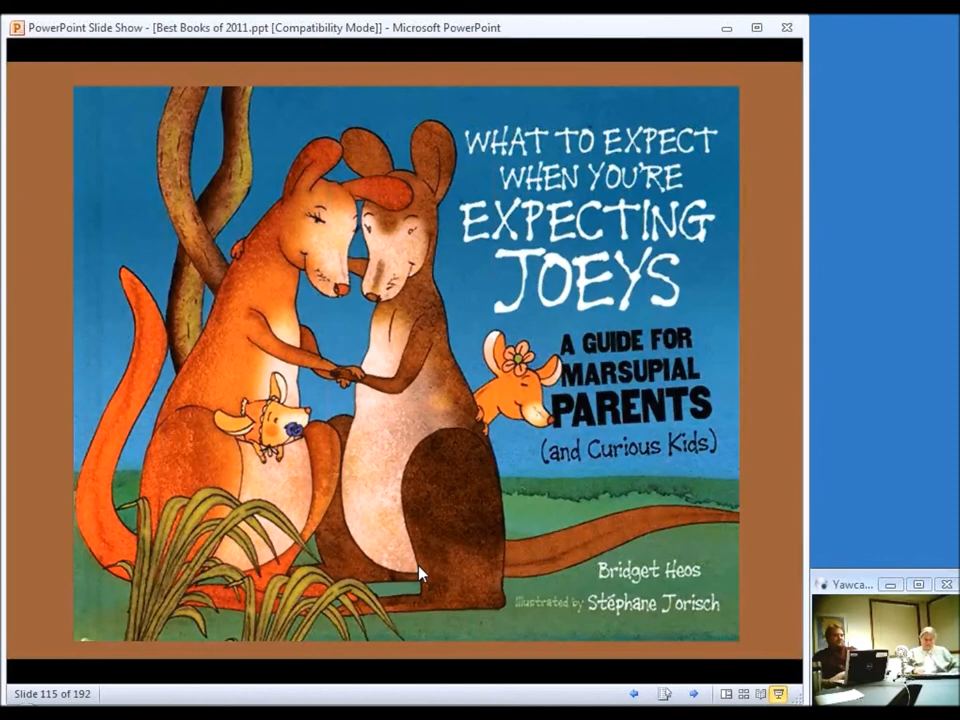 PowerPoint Slide Show - [Best Books of 2011.ppt [Compatibility Mode]] - Microsoft PowerPoint
WHAT TO EXPECT
WHEN YOU'RE
EXPECTING
JOEYS
A GUIDE FOR
MARSUPIAL
PARENTS
(and Curious Kids)
Bridget Heos
Illustrated by Stéphane Jorisch
Slide 115 of 192
Yawca...